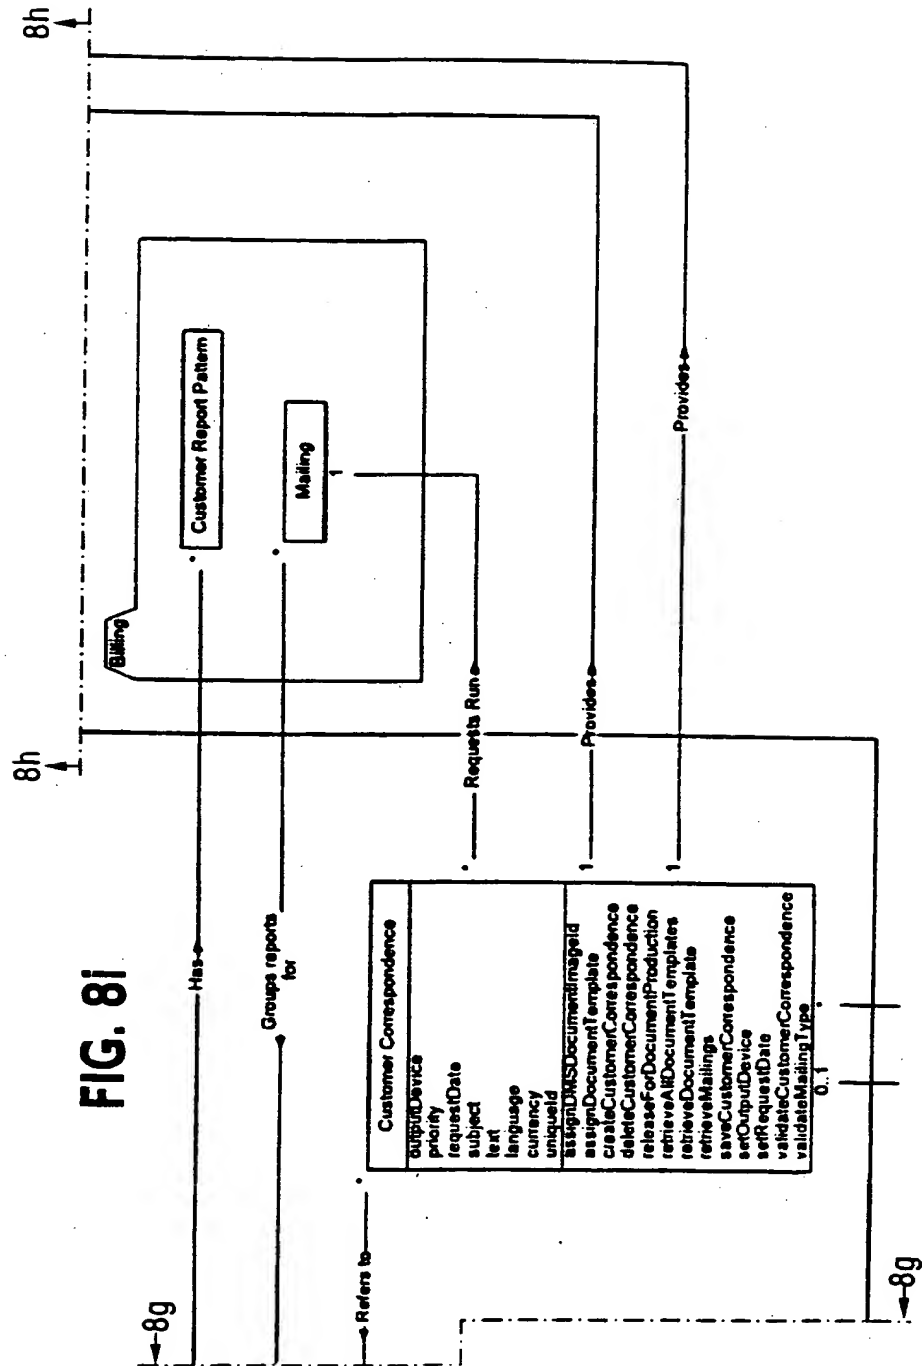 FIG. 8i
8h
8h
8g
8g
Billing
Customer Report Pattern
*
Mailing
*
1
Has
Groups reports
for
Requests Run
*
Provides
1
Provides
1
Refers to
*
Customer Correspondence
outputDevice
priority
requestDate
subject
text
language
currency
uniqueId
assignDMSDocumentImageId
assignDocumentTemplate
createCustomerCorrespondence
deleteCustomerCorrespondence
releaseForDocumentProduction
retrieveAllDocumentTemplates
retrieveDocumentTemplate
retrieveMailings
saveCustomerCorrespondence
setOutputDevice
setRequestDate
validateCustomerCorrespondence
validateMailingType
0..1
*